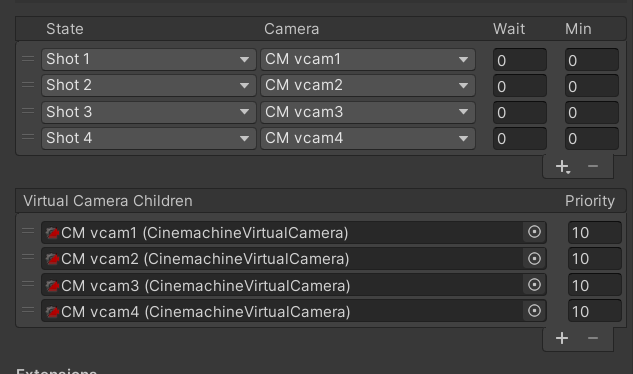 State Camera Wait Min
Shot 1 CM vcam1 0 0
Shot 2 CM vcam2 0 0
Shot 3 CM vcam3 0 0
Shot 4 CM vcam4 0 0
Virtual Camera Children Priority
CM vcam1 (CinemachineVirtualCamera) 10
CM vcam2 (CinemachineVirtualCamera) 10
CM vcam3 (CinemachineVirtualCamera) 10
CM vcam4 (CinemachineVirtualCamera) 10
Extensions